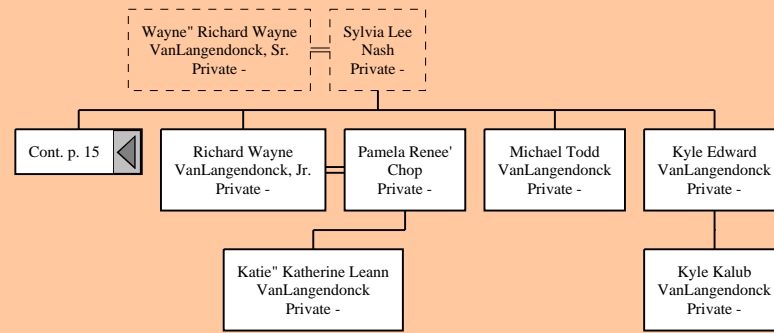 Wayne" Richard Wayne
VanLangendonck, Sr.
Private -
Sylvia Lee
Nash
Private -
Cont. p. 15
Richard Wayne
VanLangendonck, Jr.
Private -
Pamela Renee'
Chop
Private -
Michael Todd
VanLangendonck
Private -
Kyle Edward
VanLangendonck
Private -
Katie" Katherine Leann
VanLangendonck
Private -
Kyle Kalub
VanLangendonck
Private -